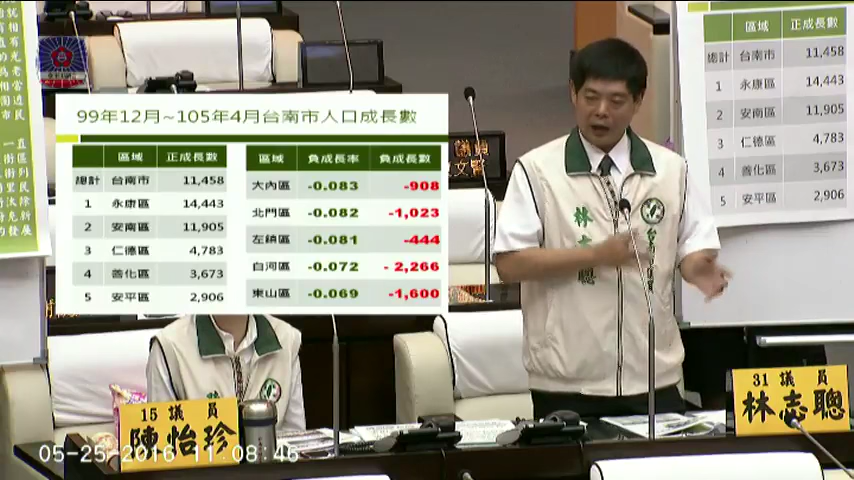 99年12月~105年4月台南市人口成長數
區域 正成長數
總計 台南市 11,458
1 永康區 14,443
2 安南區 11,905
3 仁德區 4,783
4 善化區 3,673
5 安平區 2,906
區域 負成長率 負成長數
大內區 -0.083 -908
北門區 -0.082 -1,023
左鎮區 -0.081 -444
白河區 -0.072 - 2,266
東山區 -0.069 -1,600
區域 正成長數
總計 台南市 11,458
1 永康區 14,443
2 安南區 11,905
3 仁德區 4,783
4 善化區 3,673
5 安平區 2,906
林志聰
15 議員
陳怡珍
31 議員
林志聰
05-25-2016 11:08:46